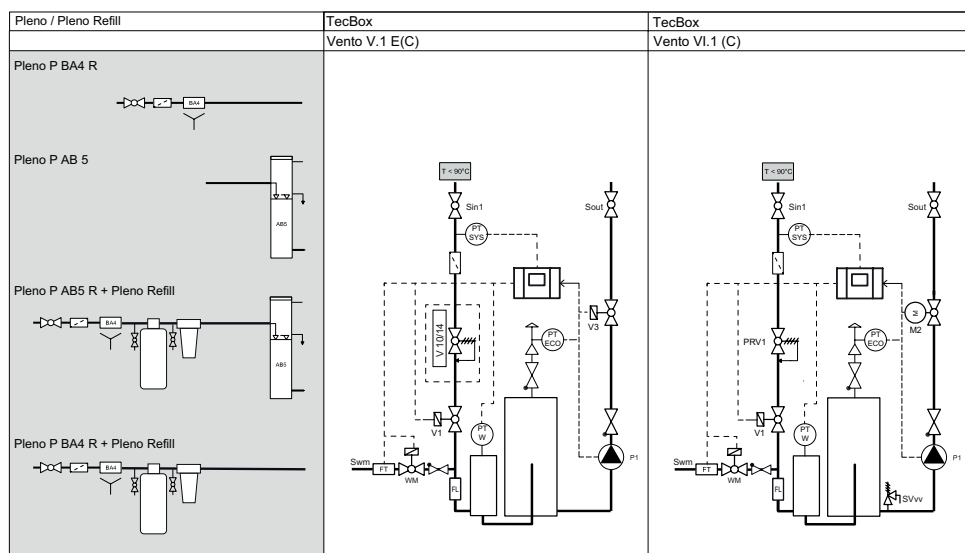 Pleno / Pleno Refill
TecBox
TecBox
Vento V.1 E(C)
Vento VI.1 (C)
Pleno P BA4 R
BA4
Pleno P AB 5
AB5
Pleno P AB5 R + Pleno Refill
BA4
AB5
Pleno P BA4 R + Pleno Refill
BA4
T < 90°C
Sin1
Sout
PT
SYS
V3
V 10/14
PT
ECO
V1
PT
W
Swm
FT
WM
FL
P1
T < 90°C
Sin1
Sout
PT
SYS
M
M2
PRV1
PT
ECO
V1
PT
W
Swm
FT
WM
FL
P1
SVvv